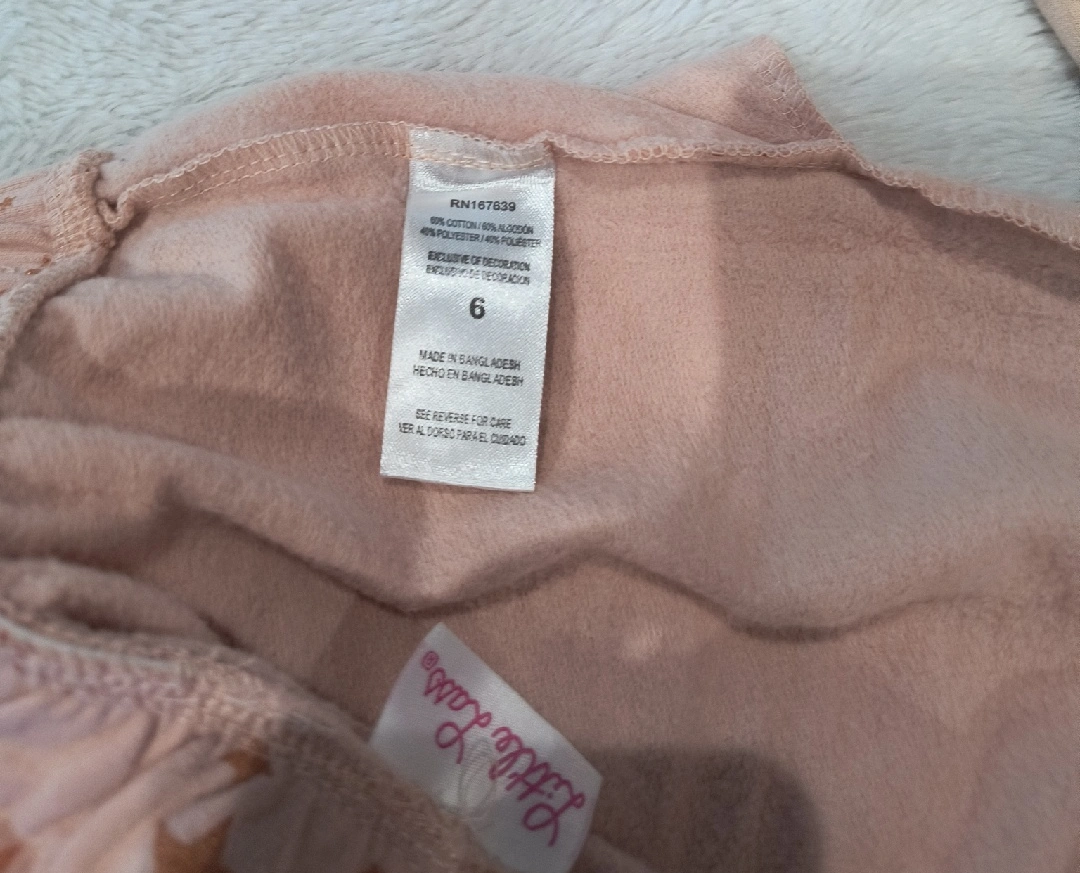 RN167639
60% COTTON / 60% ALGODÓN
40% POLYESTER / 40% POLIÉSTER
EXCLUSIVE OF DECORATION
EXCLUSIVO DE DECORACION
6
MADE IN BANGLADESH
HECHO EN BANGLADESH
SEE REVERSE FOR CARE
VER AL DORSO PARA EL CUIDADO
Little Lass®